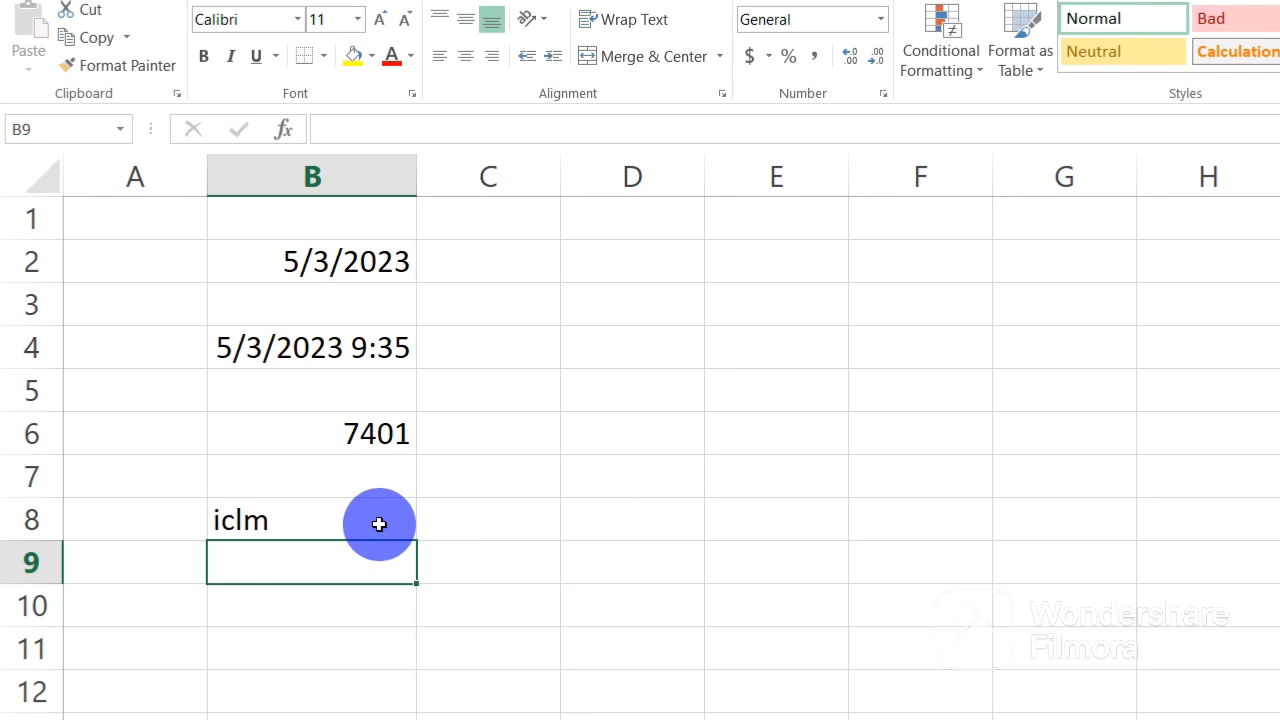 Cut
Calibri 11
Wrap Text
General
Normal
Bad
Paste
Copy
B I U A
Merge & Center
$ % ,
Conditional
Formatting
Format as
Table
Neutral
Calculation
Format Painter
Clipboard
Font
Alignment
Number
Styles
B9
fx
A B C D E F G H
1
2 5/3/2023
3
4 5/3/2023 9:35
5
6 7401
7
8 iclm
9
10
11
12
Wondershare
Filmora